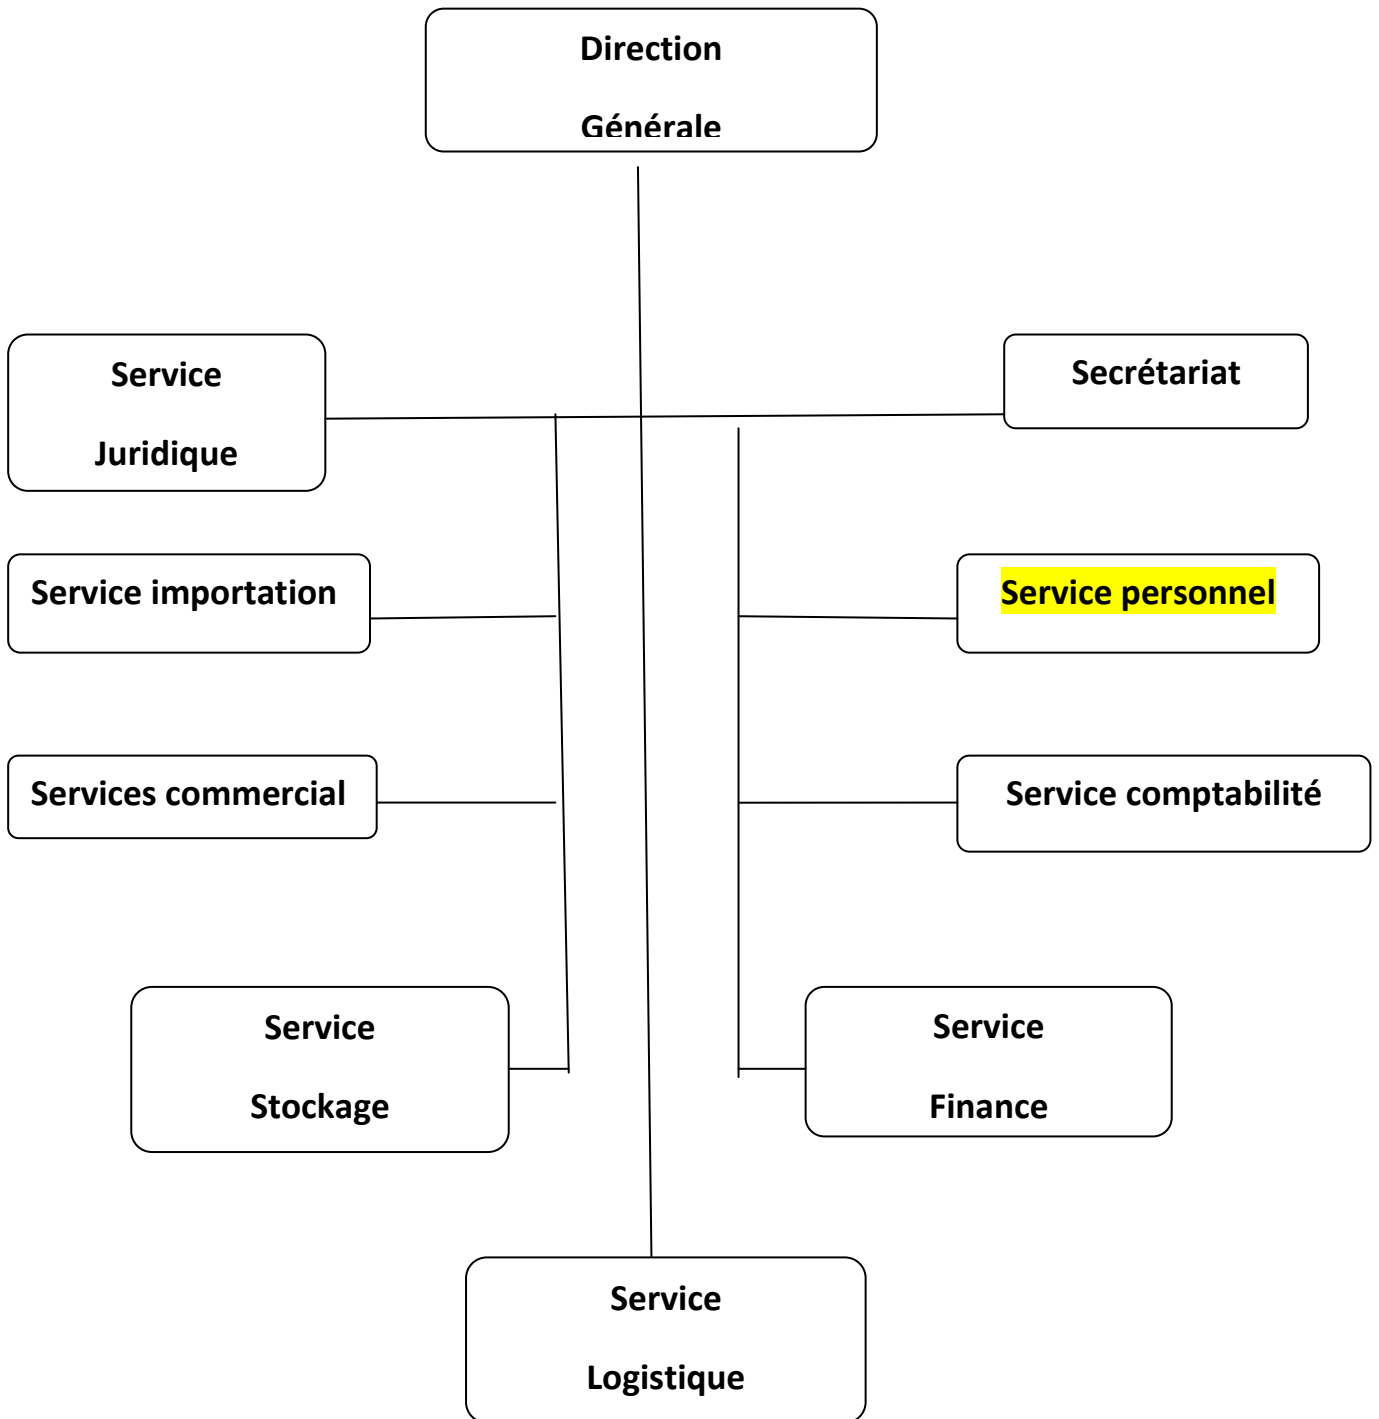 Direction
Générale
Service
Juridique
Secrétariat
Service importation
Service personnel
Services commercial
Service comptabilité
Service
Stockage
Service
Finance
Service
Logistique